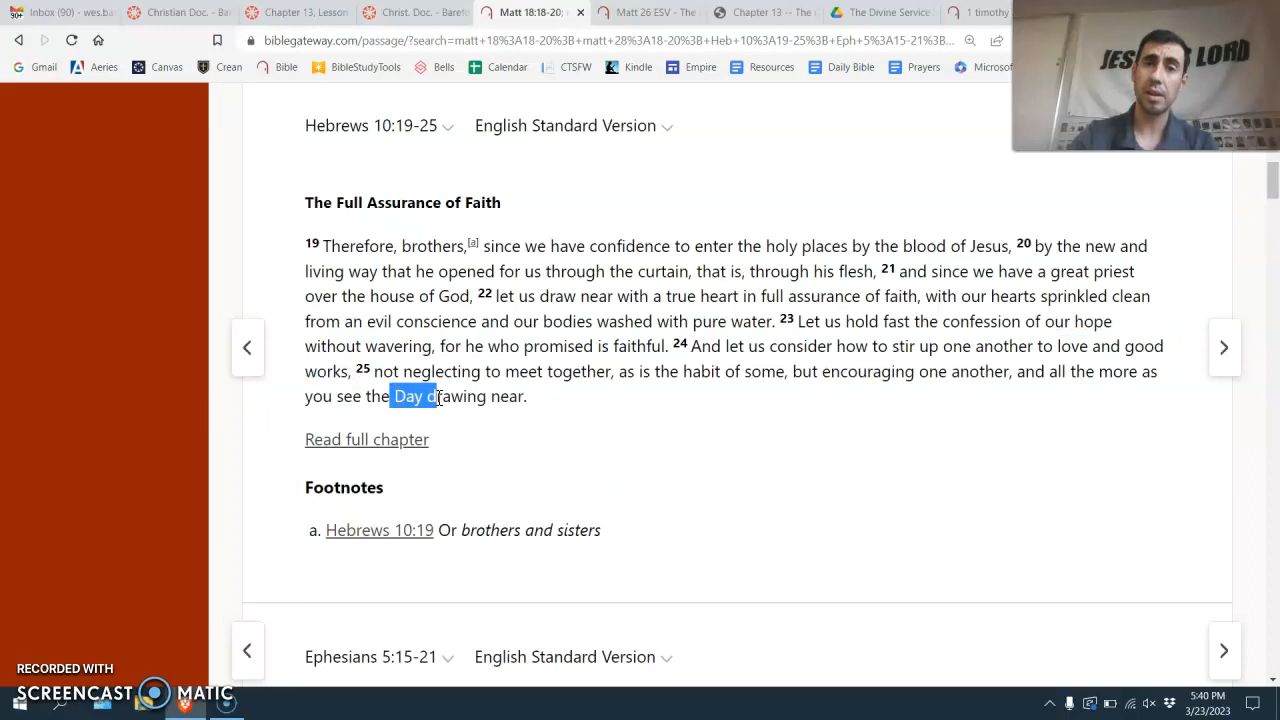 Inbox (90) - wes.ba
Christian Doc. - Baref
Chapter 13, Lesson
Christ. Doc. - Barefi
Matt 18:18-20;
Matt 26 ESV - The
Chapter 13 -- The
The Divine Service
1 timothy
biblegateway.com/passage/?search=matt+18%3A18-20%3B+matt+28%3A18-20%3B+Heb+10%3A19-25%3B+Eph+5%3A15-21%3B...
Gmail
Aeries
Canvas
Crean
Bible
BibleStudyTools
Bells
Calendar
CTSFW
Kindle
Empire
Resources
Daily Bible
Prayers
Microsof
LORD
Hebrews 10:19-25 English Standard Version
The Full Assurance of Faith
19 Therefore, brothers,[a] since we have confidence to enter the holy places by the blood of Jesus, 20 by the new and
living way that he opened for us through the curtain, that is, through his flesh, 21 and since we have a great priest
over the house of God, 22 let us draw near with a true heart in full assurance of faith, with our hearts sprinkled clean
from an evil conscience and our bodies washed with pure water. 23 Let us hold fast the confession of our hope
without wavering, for he who promised is faithful. 24 And let us consider how to stir up one another to love and good
works, 25 not neglecting to meet together, as is the habit of some, but encouraging one another, and all the more as
you see the Day drawing near.
Read full chapter
Footnotes
a. Hebrews 10:19 Or brothers and sisters
Ephesians 5:15-21 English Standard Version
RECORDED WITH
SCREENCAST MATIC
5:40 PM
3/23/2023